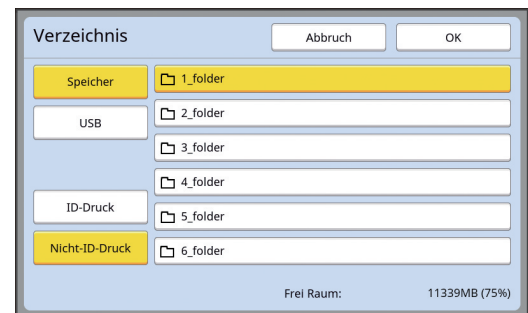 Verzeichnis
Abbruch
OK
Speicher
USB
ID-Druck
Nicht-ID-Druck
1_folder
2_folder
3_folder
4_folder
5_folder
6_folder
Frei Raum: 11339MB (75%)